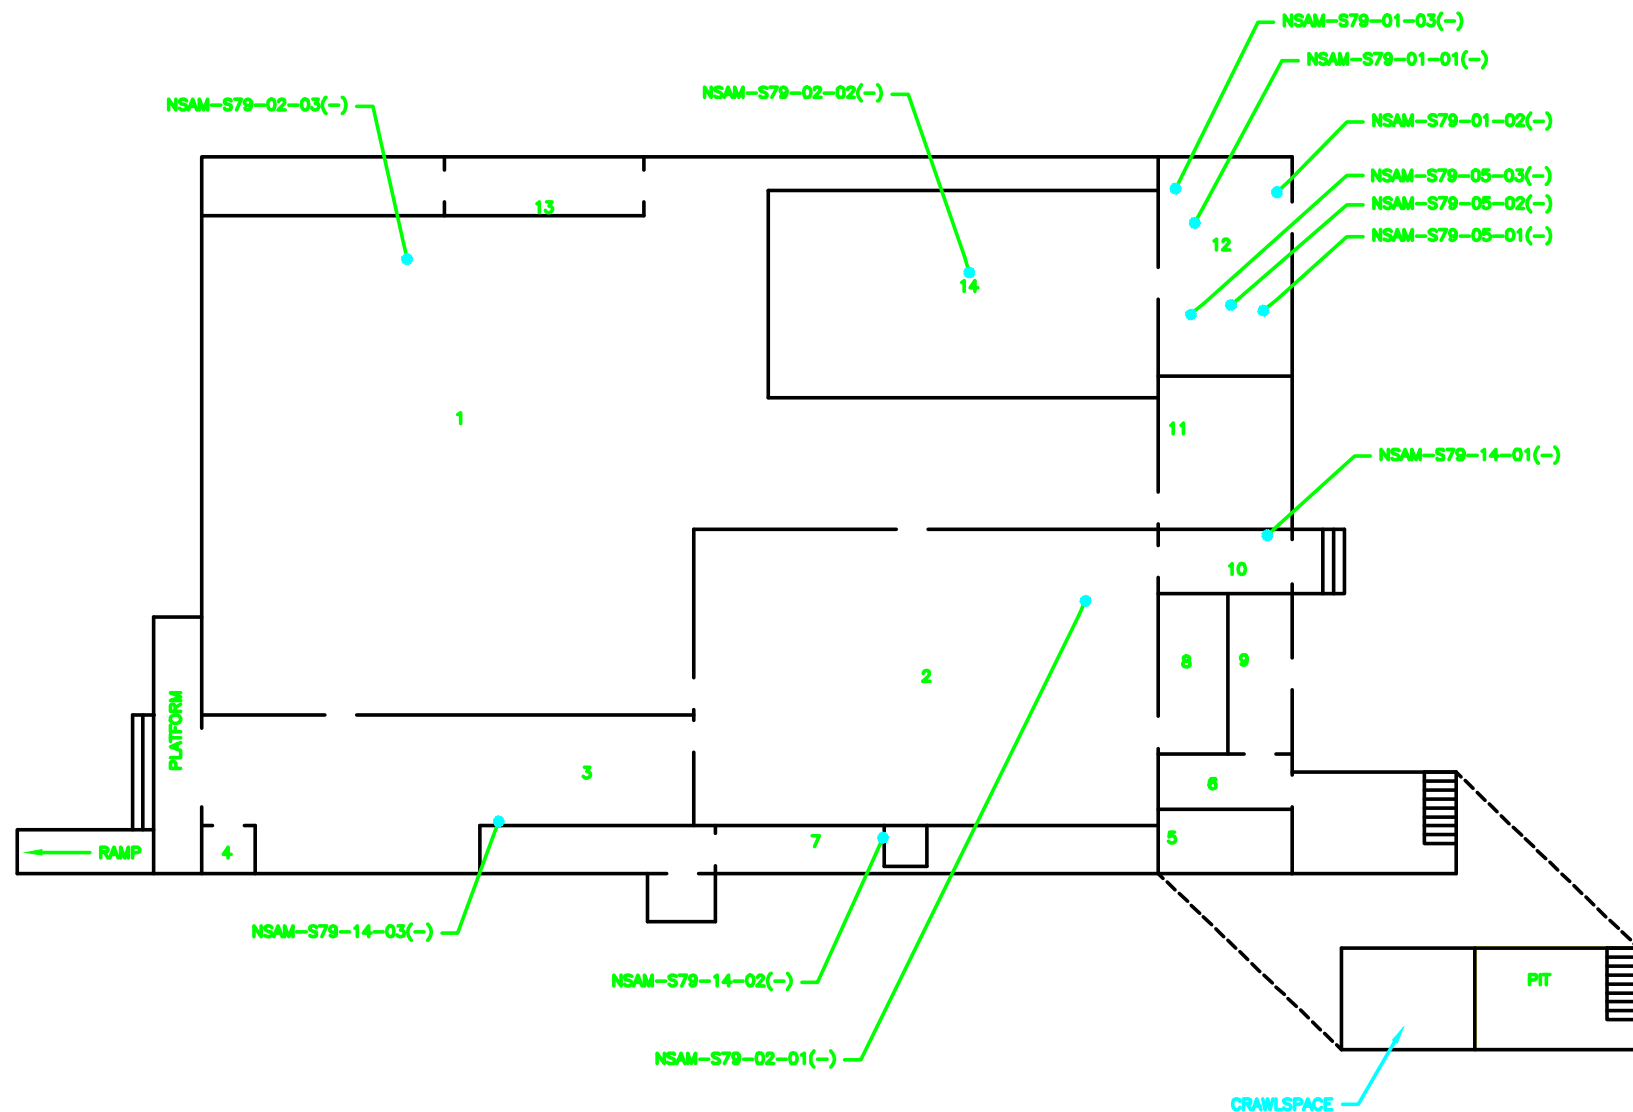 NSAM-S79-01-03(-)
NSAM-S79-01-01(-)
NSAM-S79-02-02(-)
NSAM-S79-02-03(-)
NSAM-S79-01-02(-)
NSAM-S79-05-03(-)
NSAM-S79-05-02(-)
NSAM-S79-05-01(-)
13
12
14
1
11
NSAM-S79-14-01(-)
10
8
9
2
PLATFORM
3
6
7
5
RAMP
4
NSAM-S79-14-03(-)
NSAM-S79-14-02(-)
PIT
NSAM-S79-02-01(-)
CRAWLSPACE